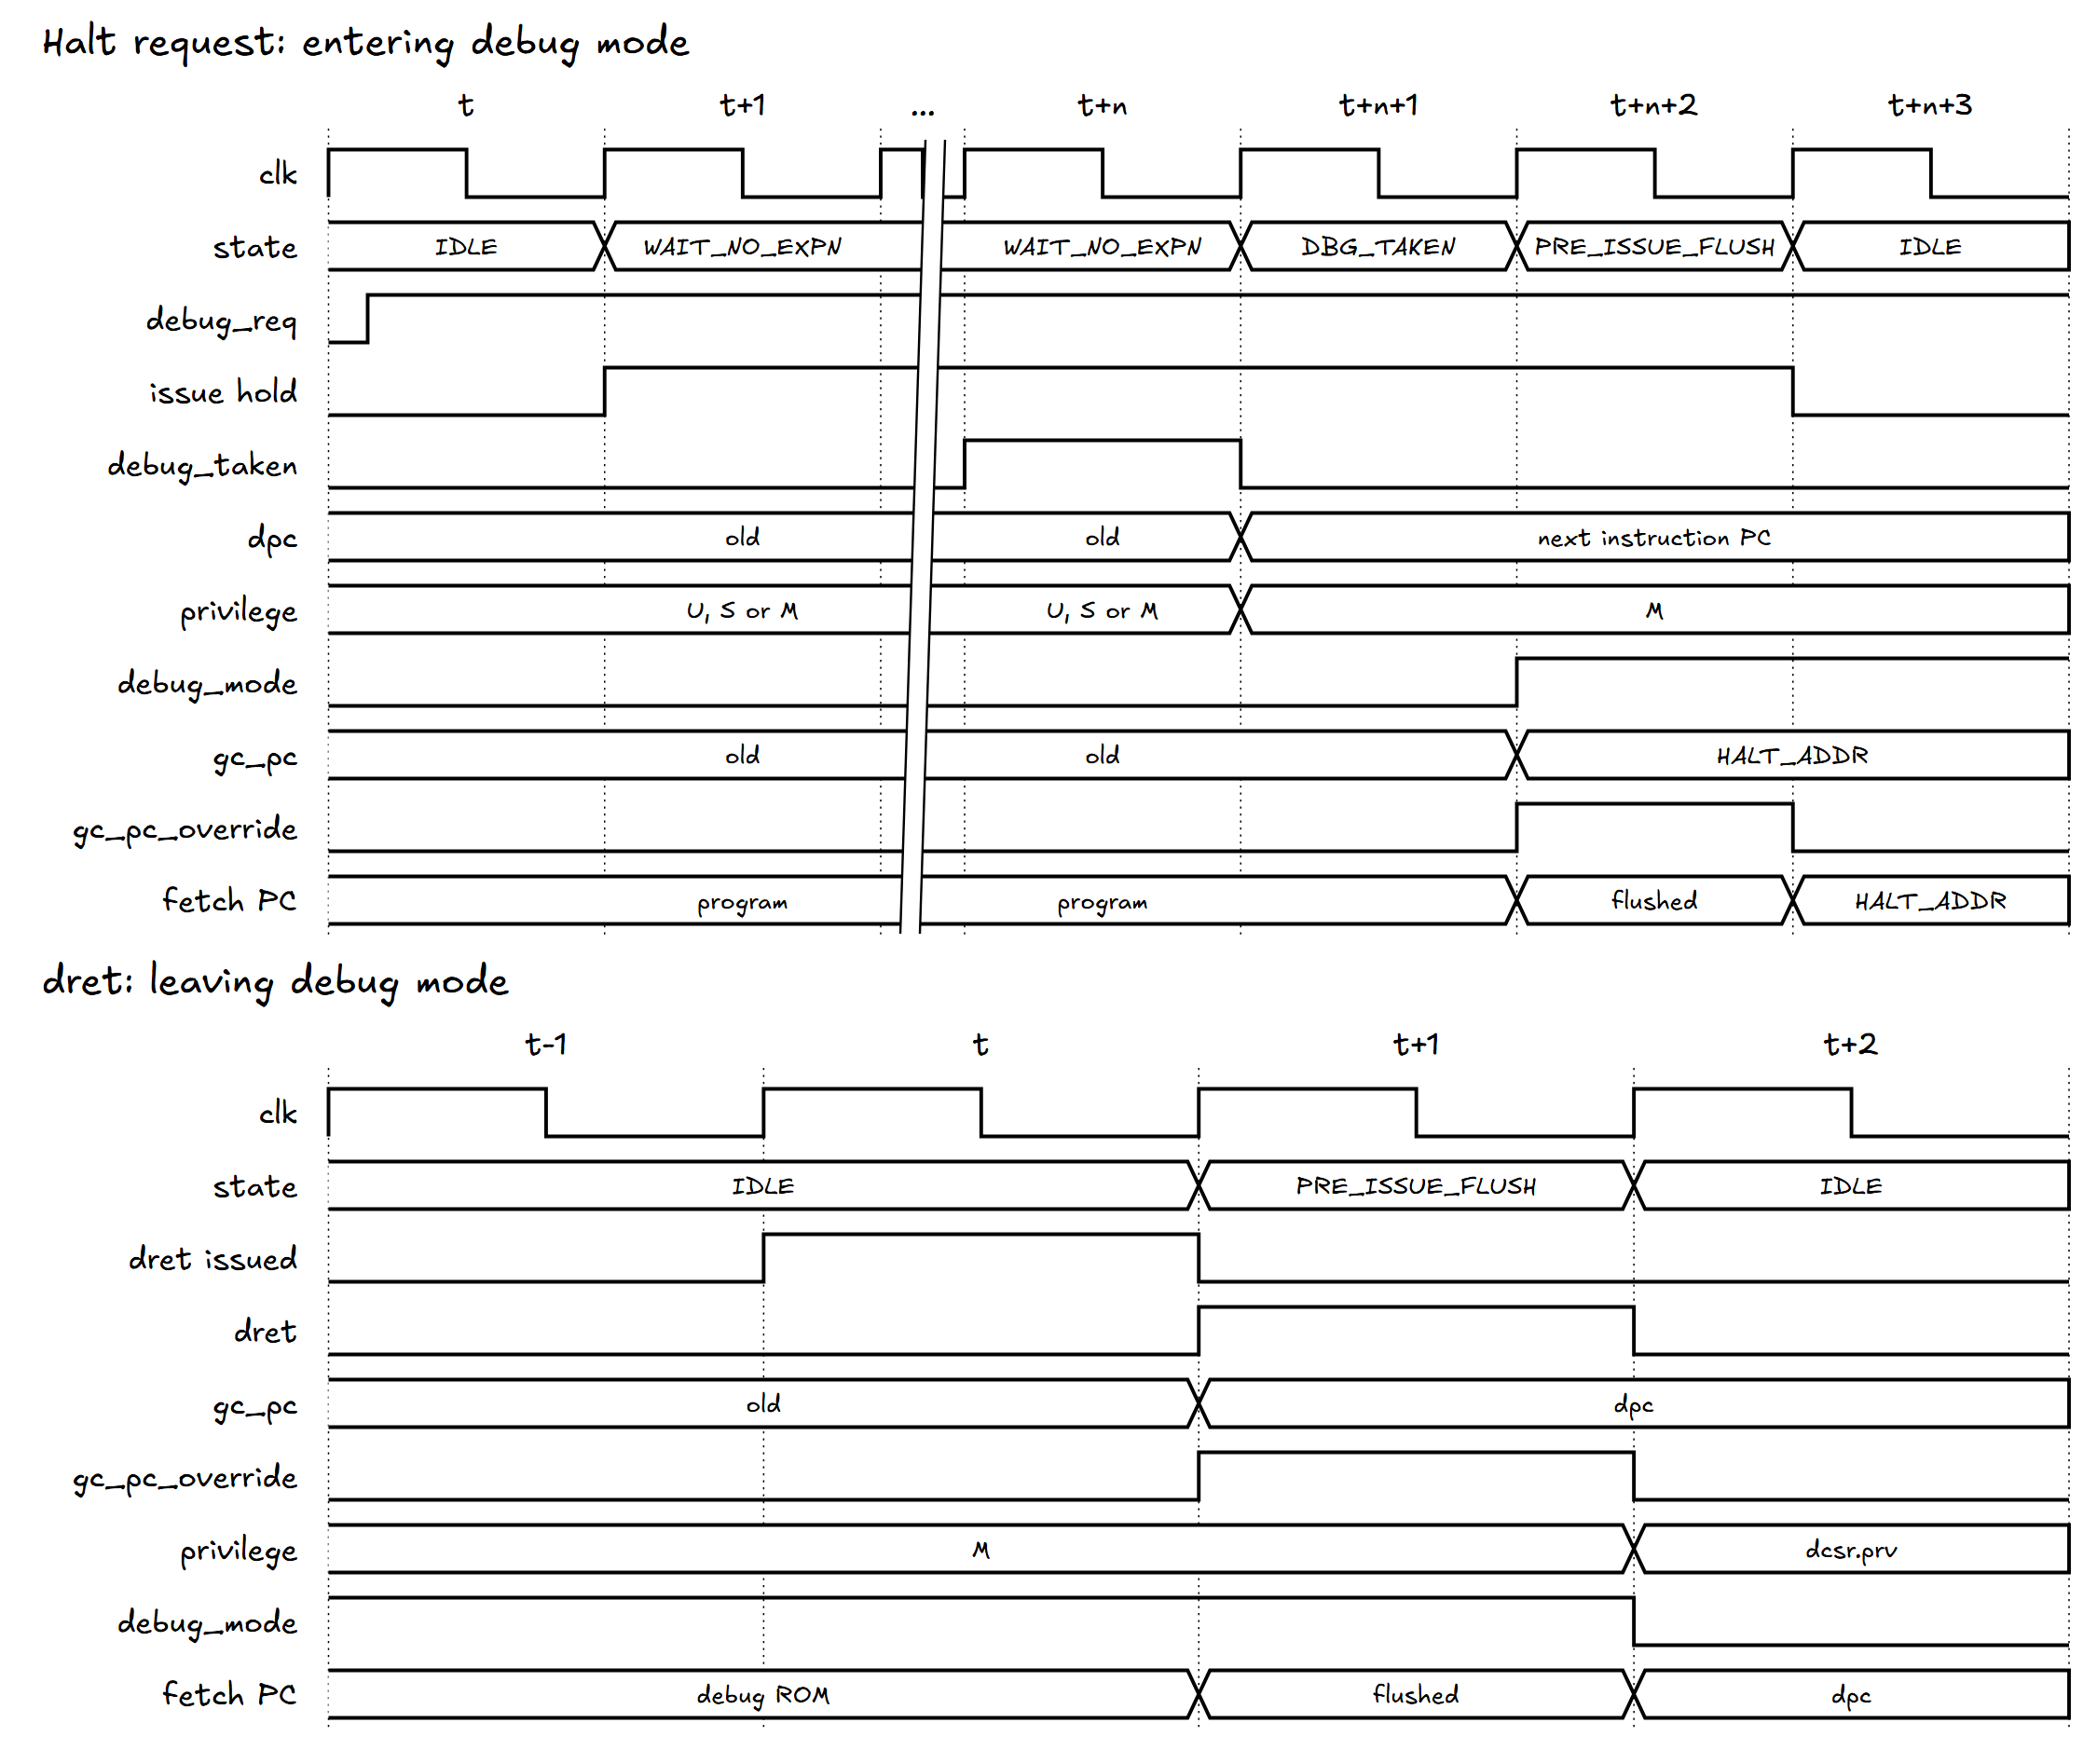 Halt request: entering debug mode
t t+1 ... t+n t+n+1 t+n+2 t+n+3
clk
state IDLE WAIT_NO_EXPN WAIT_NO_EXPN DBG_TAKEN PRE_ISSUE_FLUSH IDLE
debug_req
issue hold
debug_taken
dpc old old next instruction PC
privilege U, S or M U, S or M M
debug_mode
gc_pc old old HALT_ADDR
gc_pc_override
fetch PC program program flushed HALT_ADDR
dret: leaving debug mode
t-1 t t+1 t+2
clk
state IDLE PRE_ISSUE_FLUSH IDLE
dret issued
dret
gc_pc old dpc
gc_pc_override
privilege M dcsr.prv
debug_mode
fetch PC debug ROM flushed dpc